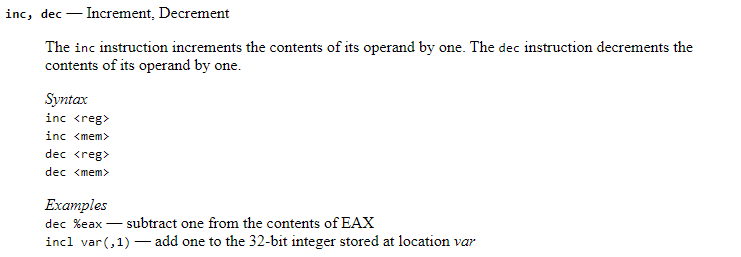 inc, dec — Increment, Decrement
The inc instruction increments the contents of its operand by one. The dec instruction decrements the
contents of its operand by one.
Syntax
inc <reg>
inc <mem>
dec <reg>
dec <mem>
Examples
dec %eax — subtract one from the contents of EAX
incl var(,1) — add one to the 32-bit integer stored at location var